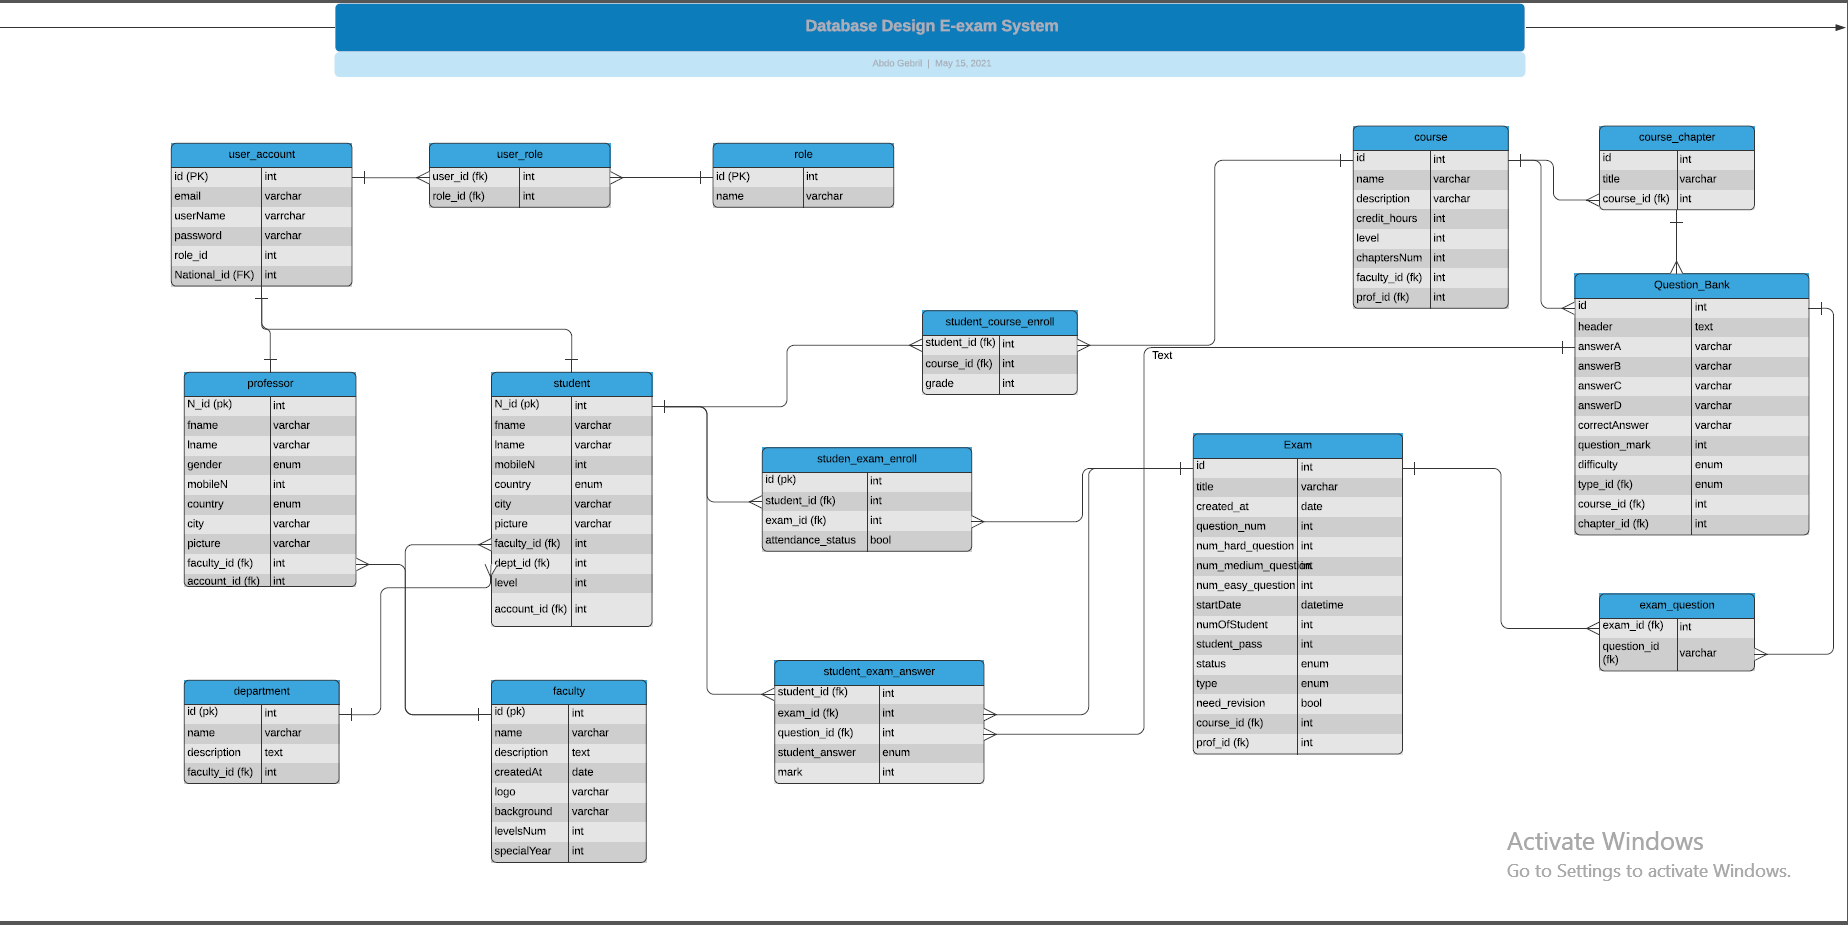 Database Design E-exam System
Abdo Gebril | May 15, 2021
user_account
id (PK) int
email varchar
userName varrchar
password varchar
role_id int
National_id (FK) int
user_role
user_id (fk) int
role_id (fk) int
role
id (PK) int
name varchar
course
id int
name varchar
description varchar
credit_hours int
level int
chaptersNum int
faculty_id (fk) int
prof_id (fk) int
course_chapter
id int
title varchar
course_id (fk) int
Question_Bank
id int
header text
answerA varchar
answerB varchar
answerC varchar
answerD varchar
correctAnswer varchar
question_mark int
difficulty enum
type_id (fk) enum
course_id (fk) int
chapter_id (fk) int
student_course_enroll
student_id (fk) int
course_id (fk) int
grade int
Text
professor
N_id (pk) int
fname varchar
lname varchar
gender enum
mobileN int
country enum
city varchar
picture varchar
faculty_id (fk) int
account_id (fk) int
student
N_id (pk) int
fname varchar
lname varchar
mobileN int
country enum
city varchar
picture varchar
faculty_id (fk) int
dept_id (fk) int
level int
account_id (fk) int
studen_exam_enroll
id (pk) int
student_id (fk) int
exam_id (fk) int
attendance_status bool
Exam
id int
title varchar
created_at date
question_num int
num_hard_question int
num_medium_question int
num_easy_question int
startDate datetime
numOfStudent int
student_pass int
status enum
type enum
need_revision bool
course_id (fk) int
prof_id (fk) int
exam_question
exam_id (fk) int
question_id
(fk) varchar
department
id (pk) int
name varchar
description text
faculty_id (fk) int
faculty
id (pk) int
name varchar
description text
createdAt date
logo varchar
background varchar
levelsNum int
specialYear int
student_exam_answer
student_id (fk) int
exam_id (fk) int
question_id (fk) int
student_answer enum
mark int
Activate Windows
Go to Settings to activate Windows.